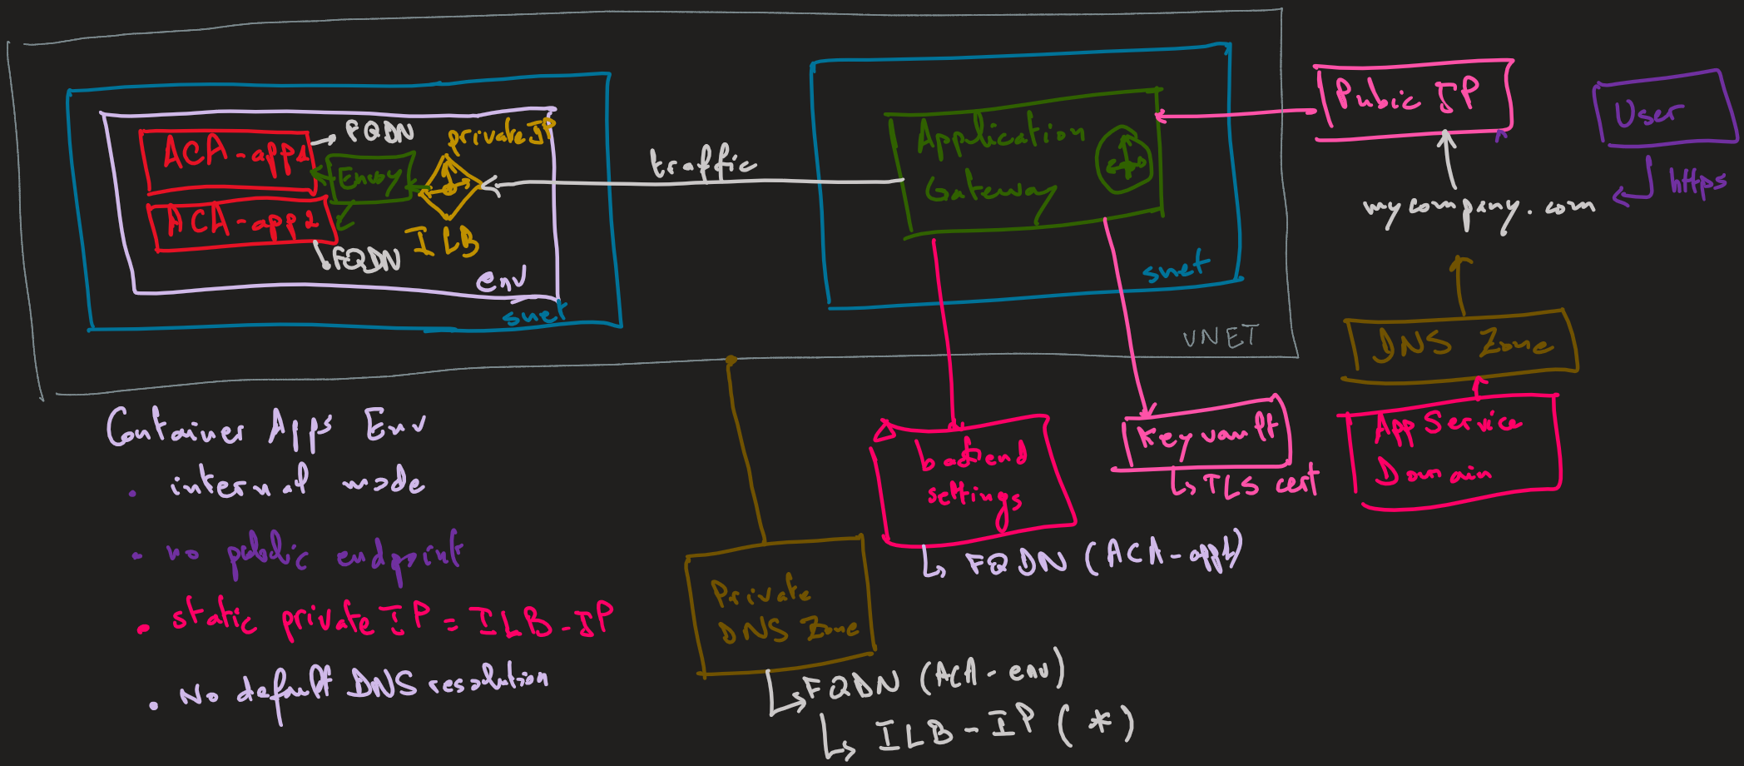 ACA-app1
FQDN
private IP
Envoy
ACA-app2
FQDN
ILB
env
snet
traffic
Application
Gateway
snet
VNET
Pubic IP
User
https
mycompany.com
DNS Zone
App Service
Domain
Keyvault
TLS cert
backend
settings
FQDN (ACA-app1)
Private
DNS Zone
FQDN (ACA-env)
ILB-IP (*)
Container Apps Env
• internal mode
• no public endpoint
• static private IP = ILB-IP
• No default DNS resolution